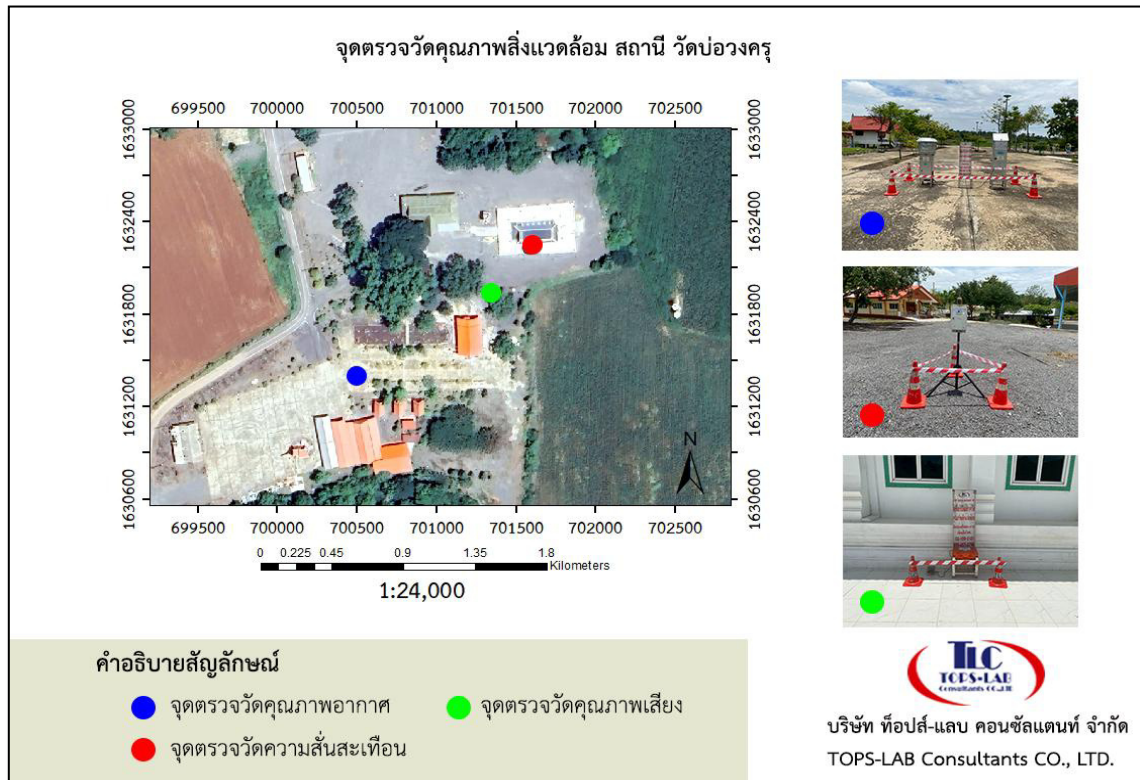 จุดตรวจวัดคุณภาพสิ่งแวดล้อม สถานี วัดบ่อวงครุ
699500 700000 700500 701000 701500 702000 702500
1633000 1633000
1632400 1632400
1631800 1631800
1631200 1631200
1630600 1630600
N
699500 700000 700500 701000 701500 702000 702500
0 0.225 0.45 0.9 1.35 1.8
Kilometers
1:24,000
คำอธิบายสัญลักษณ์
จุดตรวจวัดคุณภาพอากาศ
จุดตรวจวัดคุณภาพเสียง
จุดตรวจวัดความสั่นสะเทือน
TLC
TOPS-LAB
Consultants CO.,LTD
บริษัท ท็อปส์-แลบ คอนซัลแตนท์ จำกัด
TOPS-LAB Consultants CO., LTD.